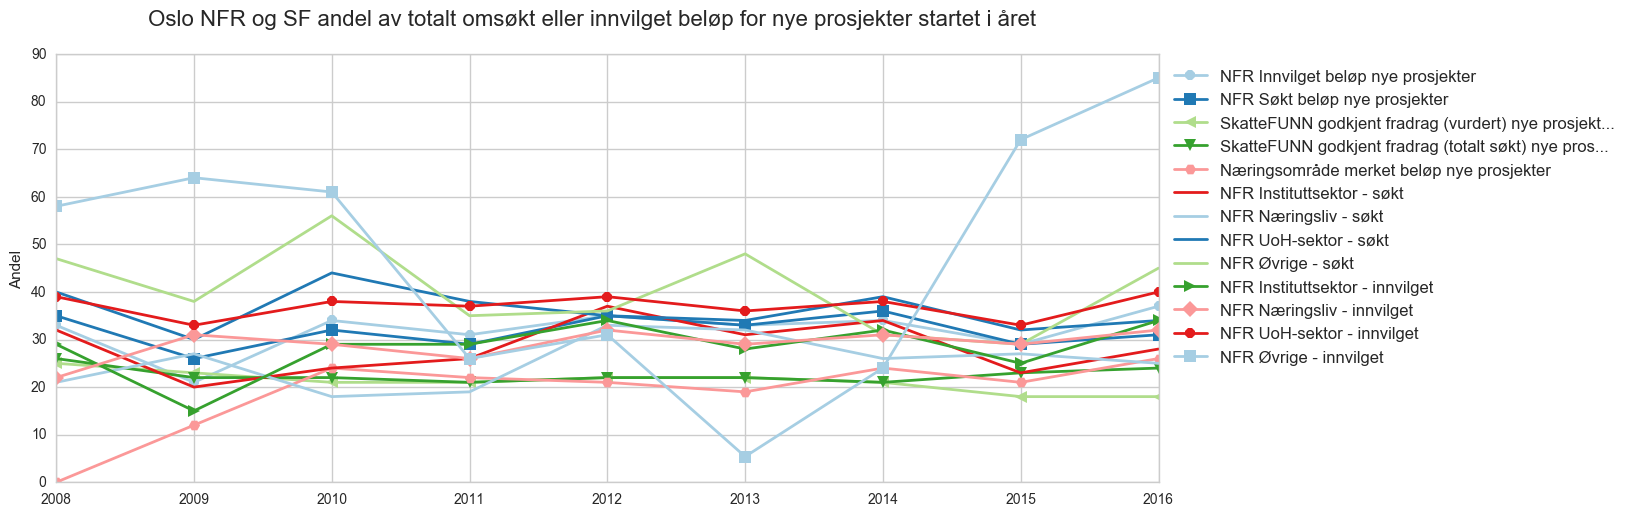 Oslo NFR og SF andel av totalt omsøkt eller innvilget beløp for nye prosjekter startet i året
90
80
70
60
50
40
30
20
10
0
Andel
2008 2009 2010 2011 2012 2013 2014 2015 2016
NFR Innvilget beløp nye prosjekter
NFR Søkt beløp nye prosjekter
SkatteFUNN godkjent fradrag (vurdert) nye prosjekt...
SkatteFUNN godkjent fradrag (totalt søkt) nye pros...
Næringsområde merket beløp nye prosjekter
NFR Instituttsektor - søkt
NFR Næringsliv - søkt
NFR UoH-sektor - søkt
NFR Øvrige - søkt
NFR Instituttsektor - innvilget
NFR Næringsliv - innvilget
NFR UoH-sektor - innvilget
NFR Øvrige - innvilget